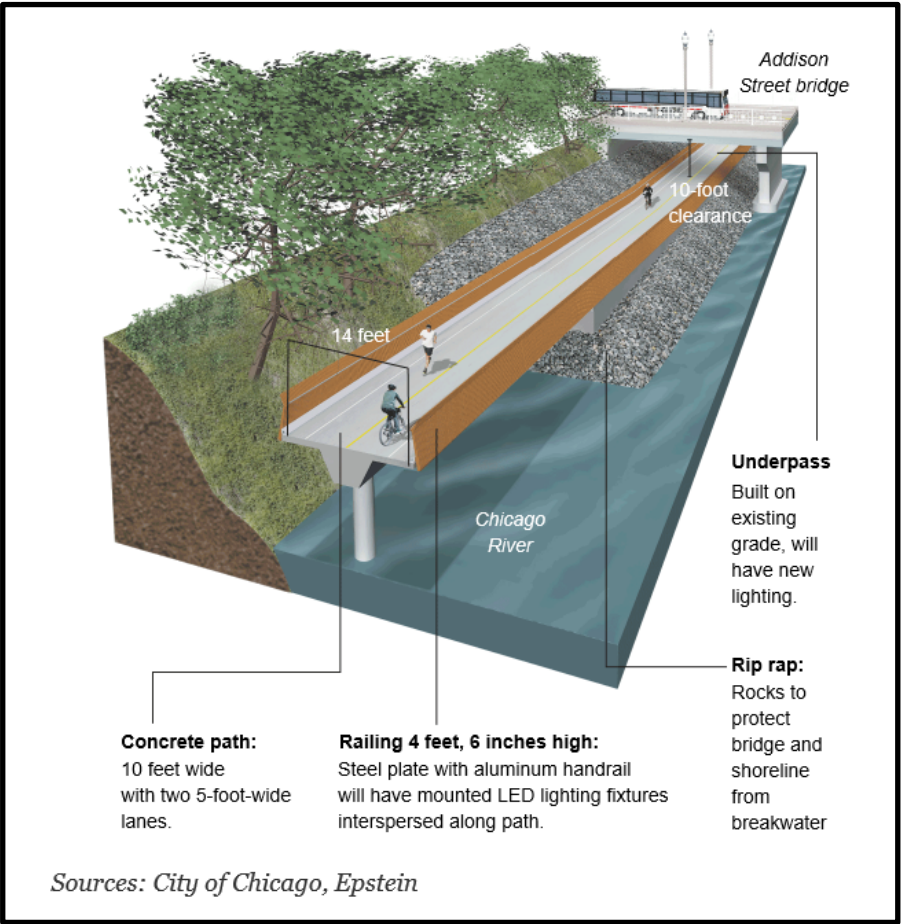 Addison
Street bridge
10-foot
clearance
14 feet
Chicago
River
Underpass
Built on
existing
grade, will
have new
lighting.
Rip rap:
Rocks to
protect
bridge and
shoreline
from
breakwater
Concrete path:
10 feet wide
with two 5-foot-wide
lanes.
Railing 4 feet, 6 inches high:
Steel plate with aluminum handrail
will have mounted LED lighting fixtures
interspersed along path.
Sources: City of Chicago, Epstein